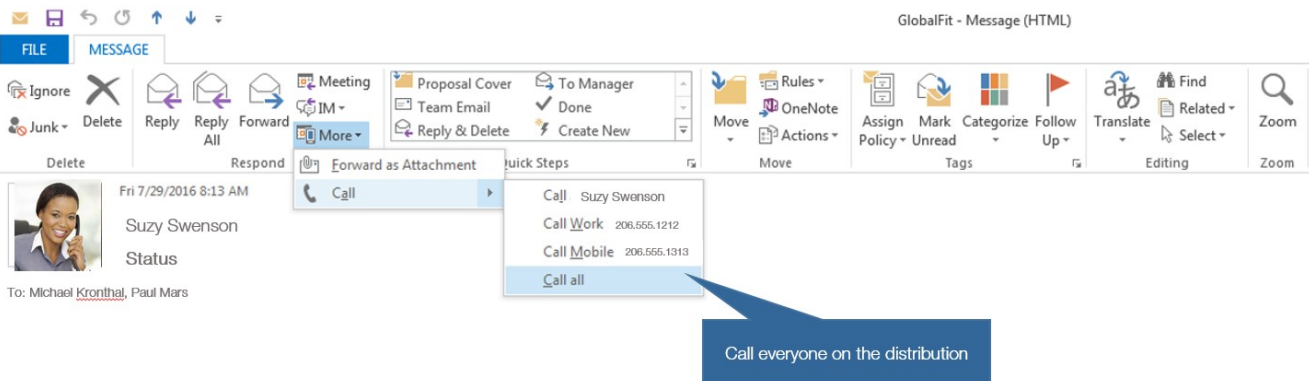 GlobalFit - Message (HTML)
FILE MESSAGE
Ignore
Junk
Delete
Delete
Reply
Reply All
Forward
Meeting
IM
More
Respond
Proposal Cover
Team Email
Reply & Delete
To Manager
Done
Create New
uick Steps
Move
Rules
OneNote
Actions
Move
Assign Policy
Mark Unread
Categorize
Follow Up
Tags
Translate
Find
Related
Select
Editing
Zoom
Zoom
Forward as Attachment
Call
Call Suzy Swenson
Call Work 206.555.1212
Call Mobile 206.555.1313
Call all
Fri 7/29/2016 8:13 AM
Suzy Swenson
Status
To: Michael Kronthal, Paul Mars
Call everyone on the distribution